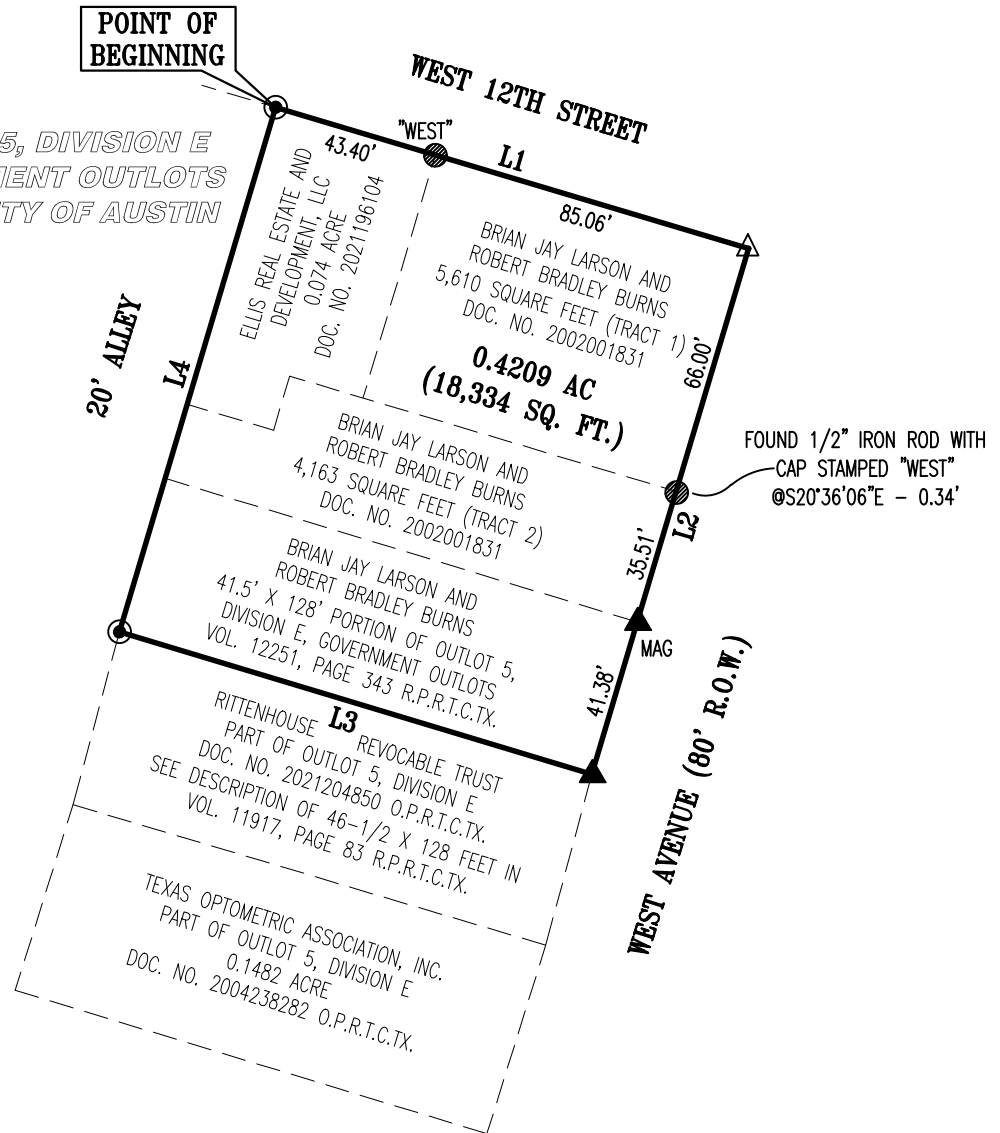 POINT OF
BEGINNING
WEST 12TH STREET
5, DIVISION E
MENT OUTLOTS
TY OF AUSTIN
43.40'
"WEST"
L1
85.06'
ELLIS REAL ESTATE AND
DEVELOPMENT, LLC
0.074 ACRE
DOC. NO. 2021196104
BRIAN JAY LARSON AND
ROBERT BRADLEY BURNS
5,610 SQUARE FEET (TRACT 1)
DOC. NO. 2002001831
0.4209 AC
(18,334 SQ. FT.)
66.00'
20' ALLEY
L4
BRIAN JAY LARSON AND
ROBERT BRADLEY BURNS
4,163 SQUARE FEET (TRACT 2)
DOC. NO. 2002001831
FOUND 1/2" IRON ROD WITH
CAP STAMPED "WEST"
@S20°36'06"E - 0.34'
L2
35.51'
BRIAN JAY LARSON AND
ROBERT BRADLEY BURNS
41.5' X 128' PORTION OF OUTLOT 5,
DIVISION E, GOVERNMENT OUTLOTS
VOL. 12251, PAGE 343 R.P.R.T.C.TX.
MAG
41.38'
L3
RITTENHOUSE REVOCABLE TRUST
PART OF OUTLOT 5, DIVISION E
DOC. NO. 2021204850 O.P.R.T.C.TX.
SEE DESCRIPTION OF 46-1/2 X 128 FEET IN
VOL. 11917, PAGE 83 R.P.R.T.C.TX.
WEST AVENUE (80' R.O.W.)
TEXAS OPTOMETRIC ASSOCIATION, INC.
PART OF OUTLOT 5, DIVISION E
0.1482 ACRE
DOC. NO. 2004238282 O.P.R.T.C.TX.